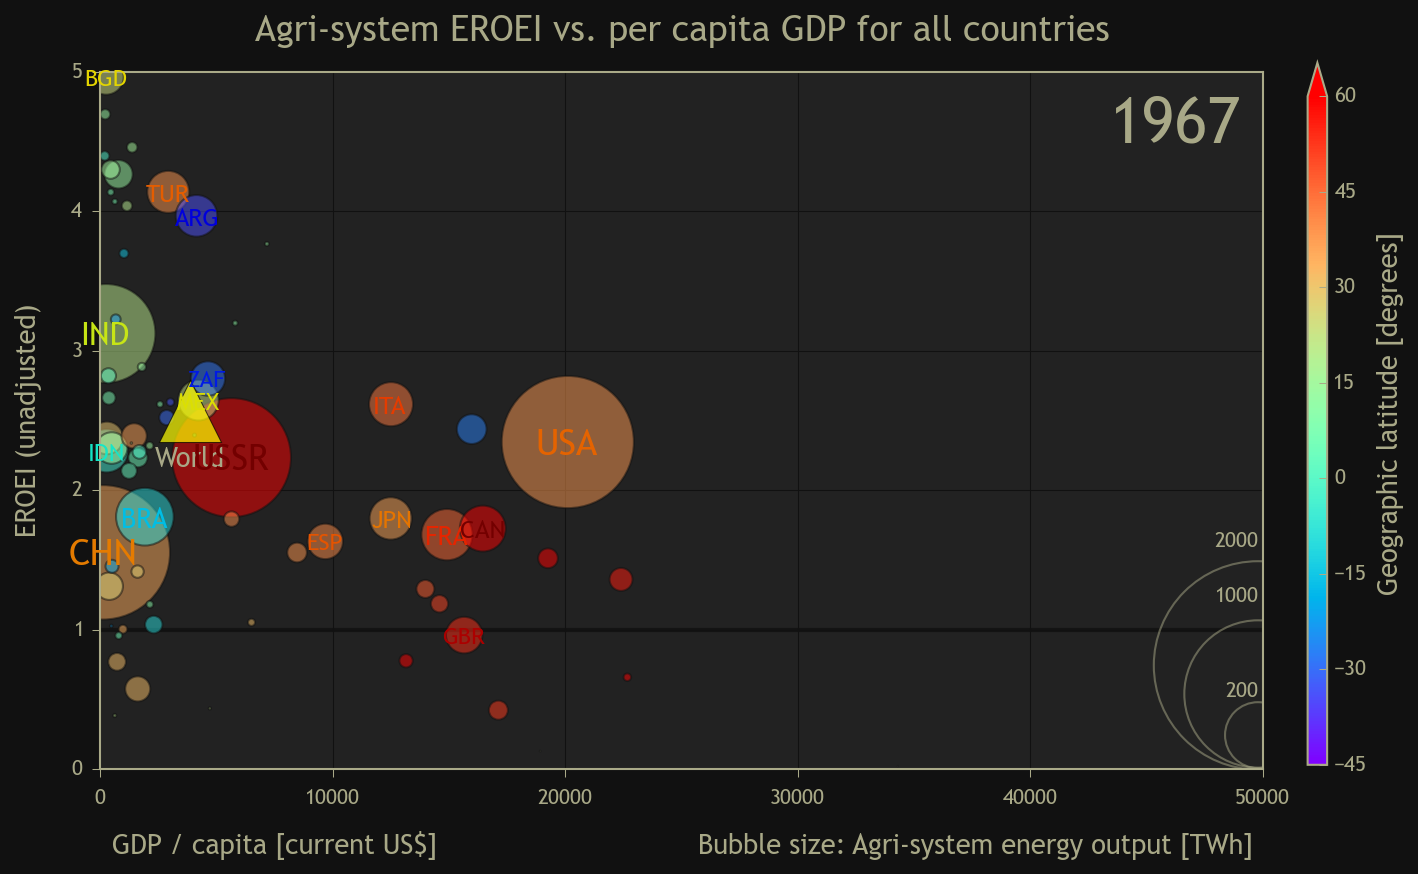 Agri-system EROEI vs. per capita GDP for all countries
1967
EROEI (unadjusted)
5
4
3
2
1
0
BGD
TUR
ARG
IND
ZAF
MEX
ITA
USA
IDN
World
USSR
BRA
JPN
FRA
CAN
ESP
CHN
GBR
2000
1000
200
0
10000
20000
30000
40000
50000
GDP / capita [current US$]
Bubble size: Agri-system energy output [TWh]
60
45
30
15
0
−15
−30
−45
Geographic latitude [degrees]